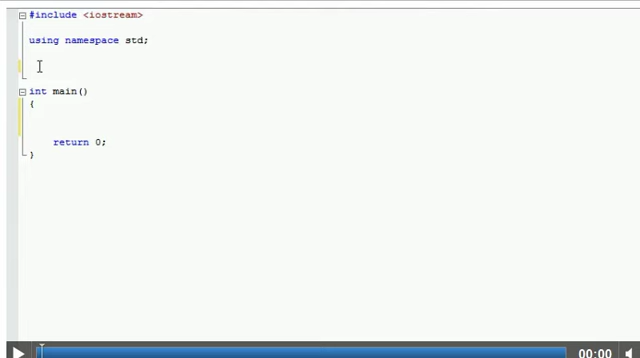 #include <iostream>
using namespace std;
int main()
{
return 0;
}
00:00